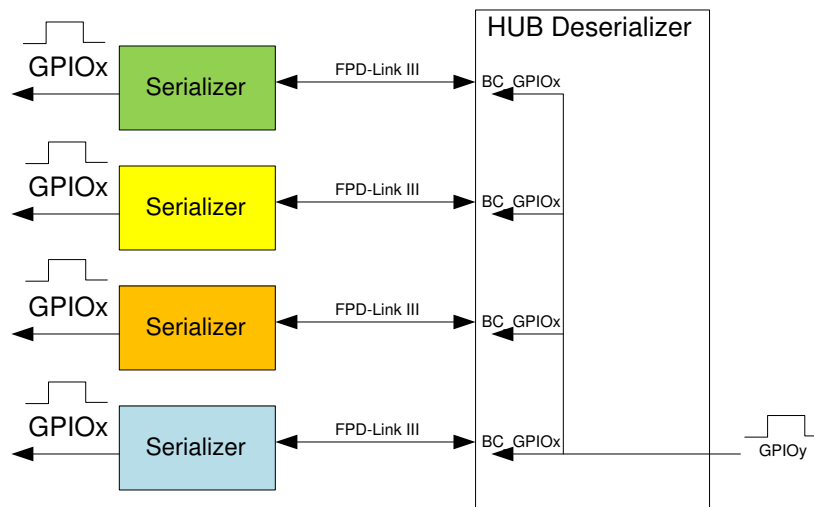 HUB Deserializer
GPIOx
Serializer
FPD-Link III
BC_GPIOx
GPIOx
Serializer
FPD-Link III
BC_GPIOx
GPIOx
Serializer
FPD-Link III
BC_GPIOx
GPIOx
Serializer
FPD-Link III
BC_GPIOx
GPIOy